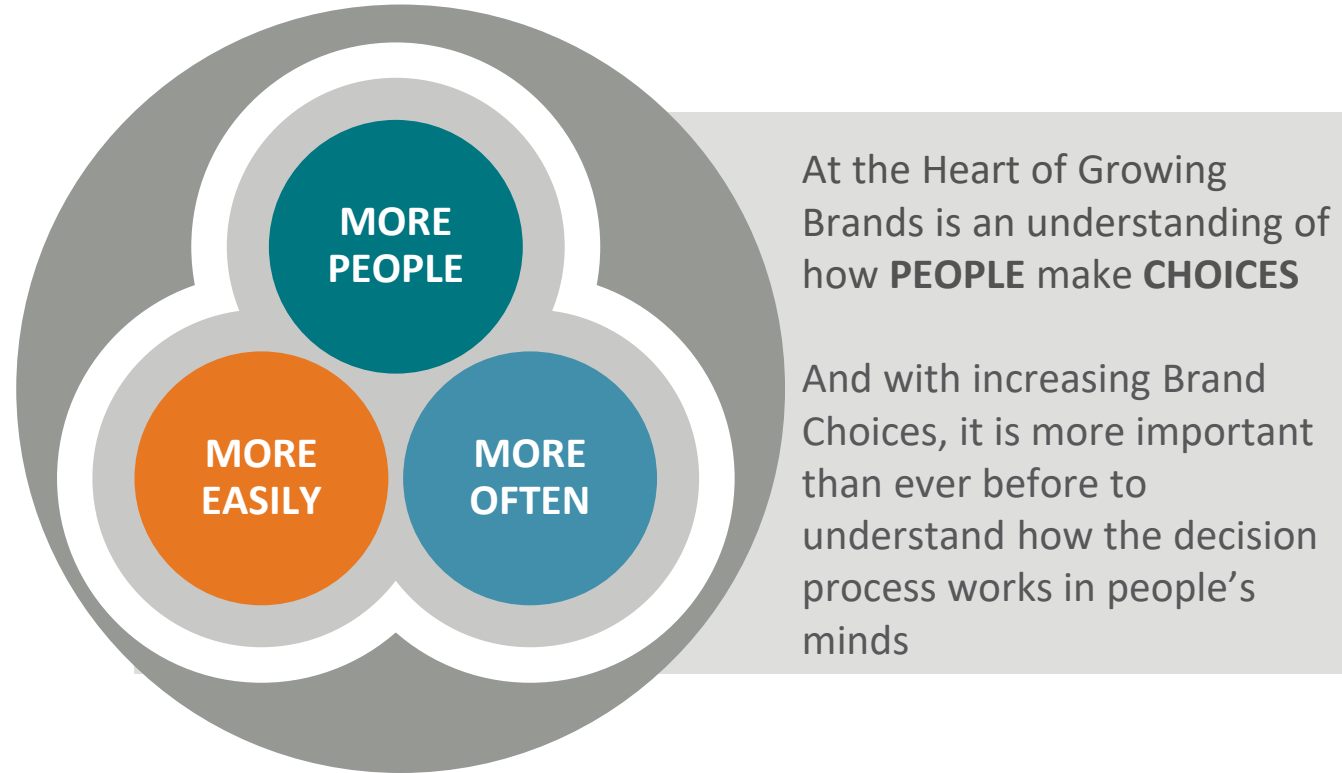 MORE
PEOPLE
MORE
EASILY
MORE
OFTEN
At the Heart of Growing
Brands is an understanding of
how PEOPLE make CHOICES
And with increasing Brand
Choices, it is more important
than ever before to
understand how the decision
process works in people’s
minds